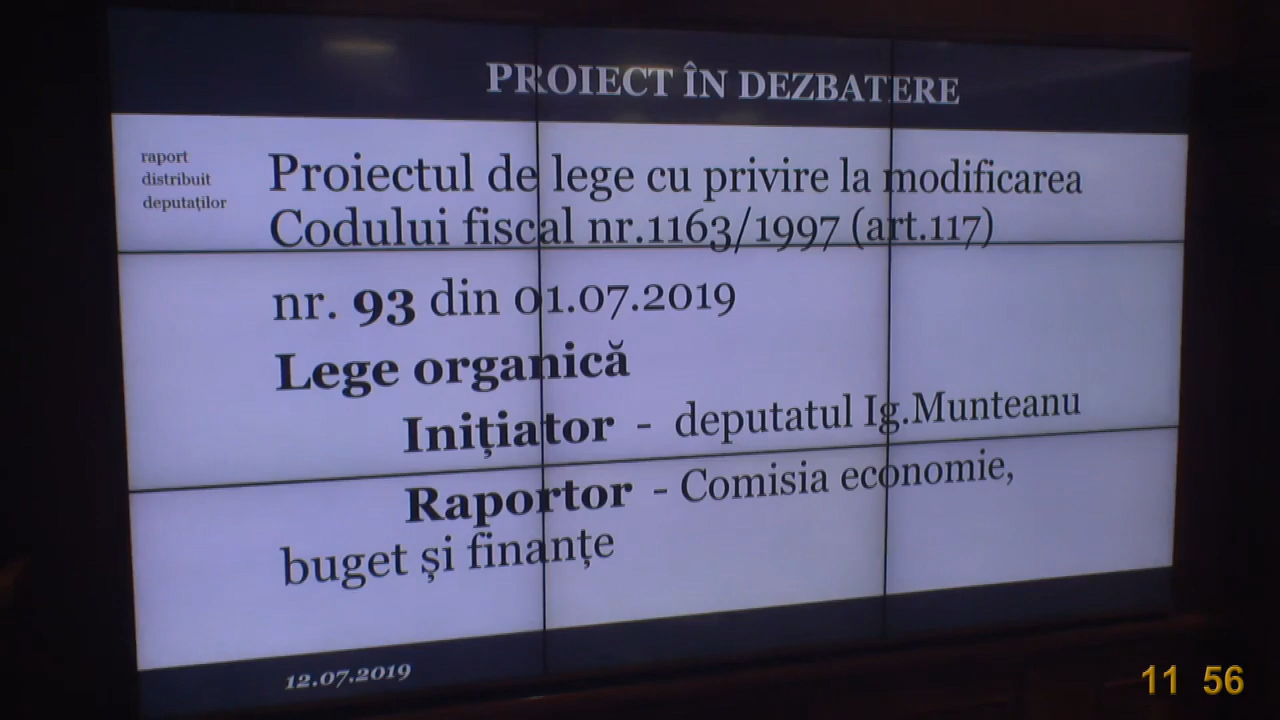 PROIECT ÎN DEZBATERE
raport
distribuit
deputaților
Proiectul de lege cu privire la modificarea
Codului fiscal nr.1163/1997 (art.117)
nr. 93 din 01.07.2019
Lege organică
Inițiator - deputatul Ig.Munteanu
Raportor - Comisia economie,
buget și finanțe
12.07.2019
11 56